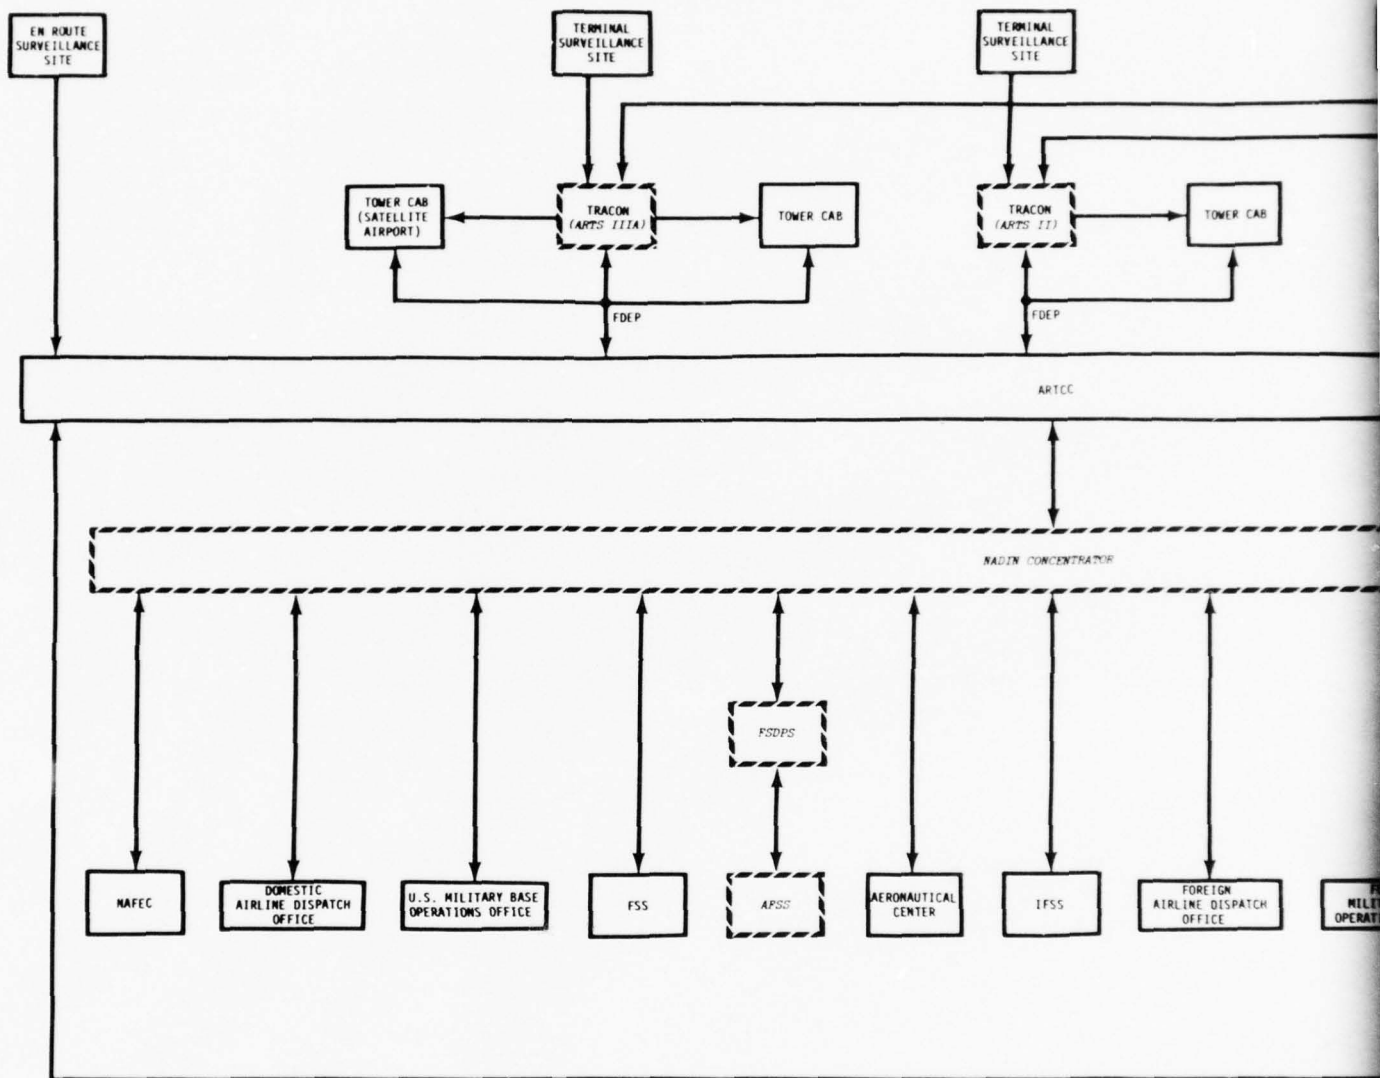 EN ROUTE
SURVEILLANCE
SITE
TERMINAL
SURVEILLANCE
SITE
TERMINAL
SURVEILLANCE
SITE
TOWER CAB
(SATELLITE
AIRPORT)
TRACON
(ARTS IIIA)
TOWER CAB
TRACON
(ARTS II)
TOWER CAB
FDEP
FDEP
ARTCC
NADIN CONCENTRATOR
FSDPS
NAFEC
DOMESTIC
AIRLINE DISPATCH
OFFICE
U.S. MILITARY BASE
OPERATIONS OFFICE
FSS
AFSS
AERONAUTICAL
CENTER
IFSS
FOREIGN
AIRLINE DISPATCH
OFFICE